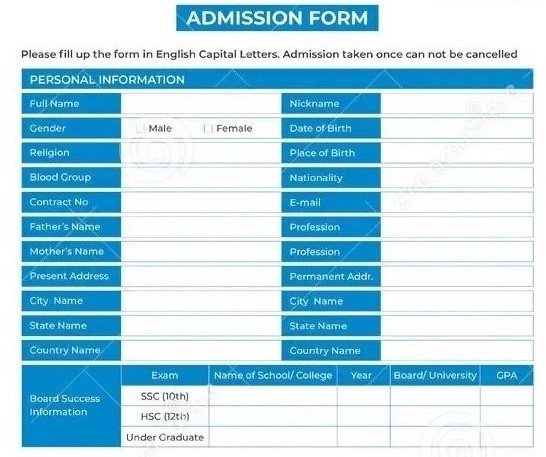 ADMISSION FORM
Please fill up the form in English Capital Letters. Admission taken once can not be cancelled
PERSONAL INFORMATION
Full Name Nickname
Gender Male Female Date of Birth
Religion Place of Birth
Blood Group Nationality
Contract No E-mail
Father's Name Profession
Mother's Name Profession
Present Address Permanent Addr.
City Name City Name
State Name State Name
Country Name Country Name
Exam Name of School/ College Year Board/ University GPA
Board Success Information SSC (10th)
HSC (12th)
Under Graduate